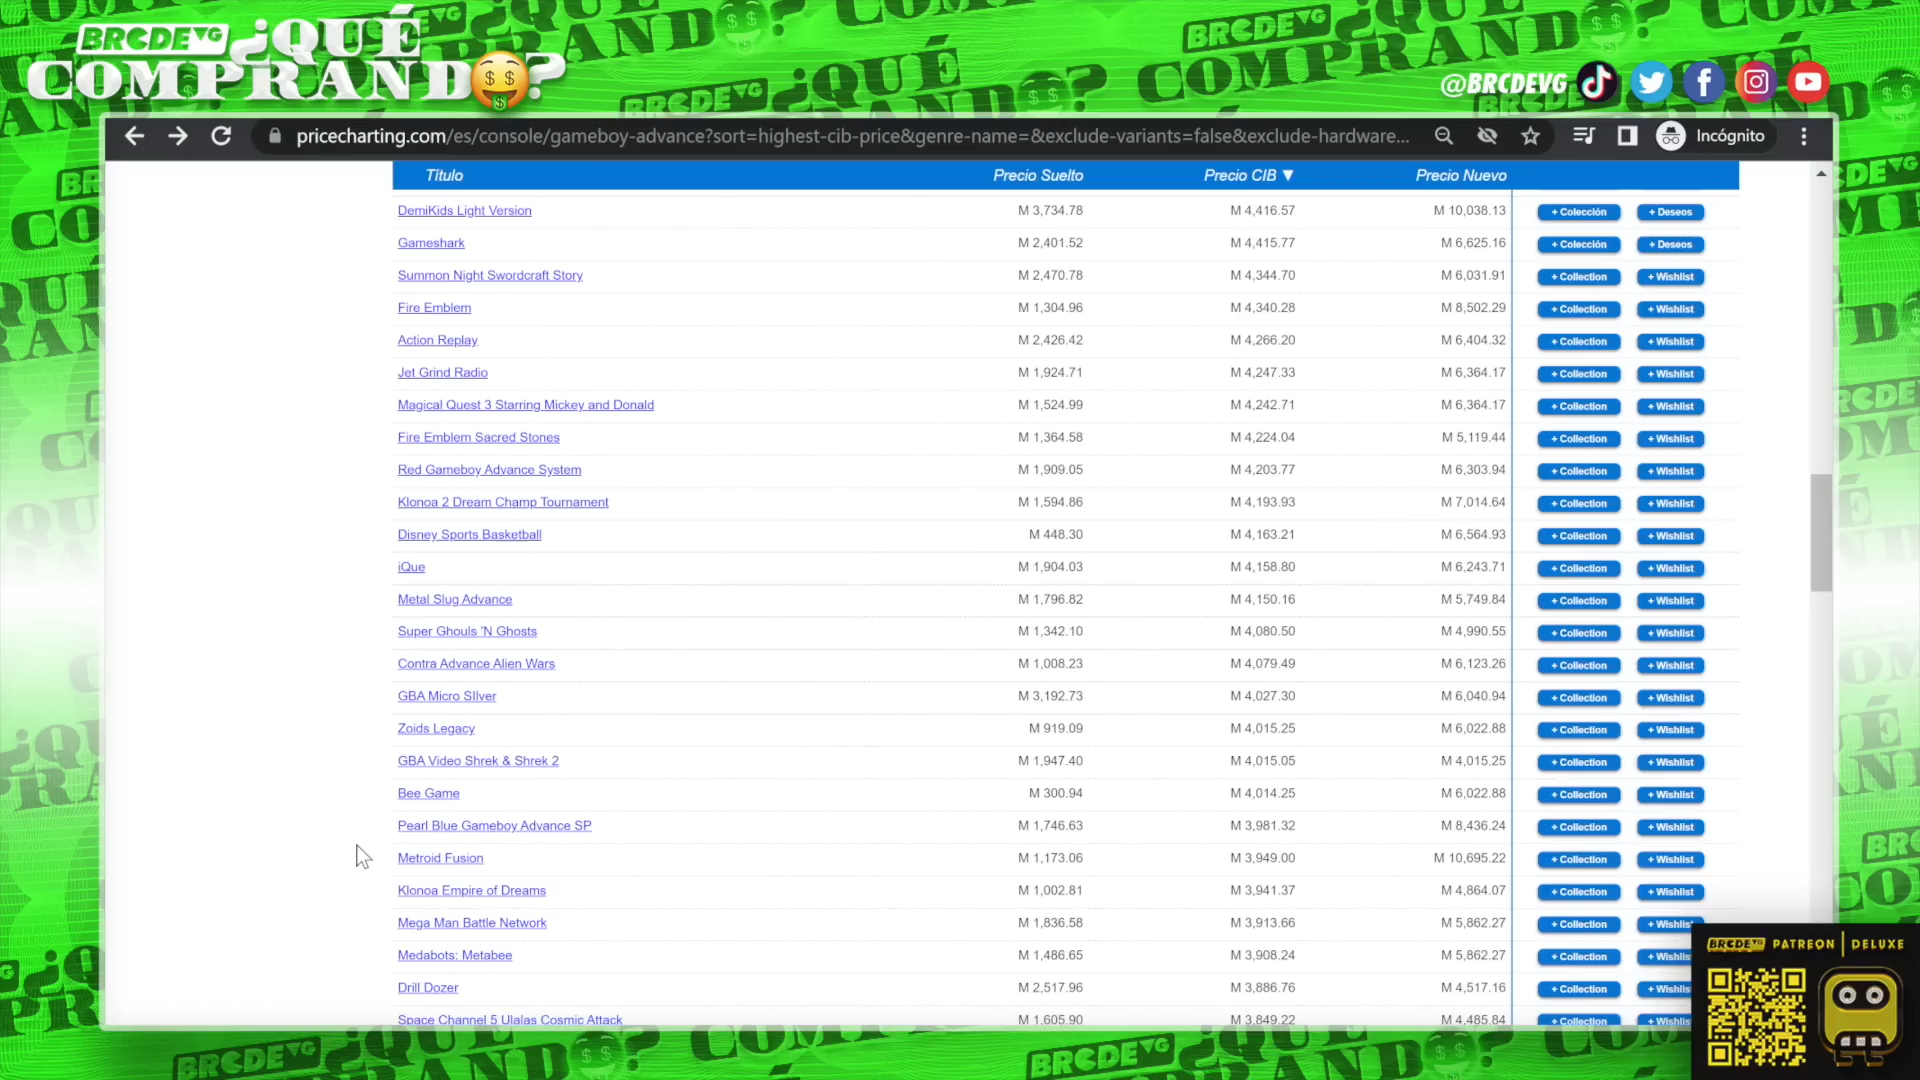 BRCDEVG ¿QUÉ
COMPRAND?
@BRCDEVG
pricecharting.com/es/console/gameboy-advance?sort=highest-cib-price&genre-name=&exclude-variants=false&exclude-hardware...
Incógnito
Título Precio Suelto Precio CIB ▼ Precio Nuevo
DemiKids Light Version M 3,734.78 M 4,416.57 M 10,038.13 + Colección + Deseos
Gameshark M 2,401.52 M 4,415.77 M 6,625.16 + Colección + Deseos
Summon Night Swordcraft Story M 2,470.78 M 4,344.70 M 6,031.91 + Collection + Wishlist
Fire Emblem M 1,304.96 M 4,340.28 M 8,502.29 + Collection + Wishlist
Action Replay M 2,426.42 M 4,266.20 M 6,404.32 + Collection + Wishlist
Jet Grind Radio M 1,924.71 M 4,247.33 M 6,364.17 + Collection + Wishlist
Magical Quest 3 Starring Mickey and Donald M 1,524.99 M 4,242.71 M 6,364.17 + Collection + Wishlist
Fire Emblem Sacred Stones M 1,364.58 M 4,224.04 M 5,119.44 + Collection + Wishlist
Red Gameboy Advance System M 1,909.05 M 4,203.77 M 6,303.94 + Collection + Wishlist
Klonoa 2 Dream Champ Tournament M 1,594.86 M 4,193.93 M 7,014.64 + Collection + Wishlist
Disney Sports Basketball M 448.30 M 4,163.21 M 6,564.93 + Collection + Wishlist
iQue M 1,904.03 M 4,158.80 M 6,243.71 + Collection + Wishlist
Metal Slug Advance M 1,796.82 M 4,150.16 M 5,749.84 + Collection + Wishlist
Super Ghouls 'N Ghosts M 1,342.10 M 4,080.50 M 4,990.55 + Collection + Wishlist
Contra Advance Alien Wars M 1,008.23 M 4,079.49 M 6,123.26 + Collection + Wishlist
GBA Micro SIlver M 3,192.73 M 4,027.30 M 6,040.94 + Collection + Wishlist
Zoids Legacy M 919.09 M 4,015.25 M 6,022.88 + Collection + Wishlist
GBA Video Shrek & Shrek 2 M 1,947.40 M 4,015.05 M 4,015.25 + Collection + Wishlist
Bee Game M 300.94 M 4,014.25 M 6,022.88 + Collection + Wishlist
Pearl Blue Gameboy Advance SP M 1,746.63 M 3,981.32 M 8,436.24 + Collection + Wishlist
Metroid Fusion M 1,173.06 M 3,949.00 M 10,695.22 + Collection + Wishlist
Klonoa Empire of Dreams M 1,002.81 M 3,941.37 M 4,864.07 + Collection + Wishlist
Mega Man Battle Network M 1,836.58 M 3,913.66 M 5,862.27 + Collection + Wishlist
Medabots: Metabee M 1,486.65 M 3,908.24 M 5,862.27 + Collection + Wishlis
Drill Dozer M 2,517.96 M 3,886.76 M 4,517.16 + Collection + Wishlis
Space Channel 5 Ulalas Cosmic Attack M 1,605.90 M 3,849.22 M 4,485.84 + Collection + Wishlis
BRCDEVG PATREON | DELUXE